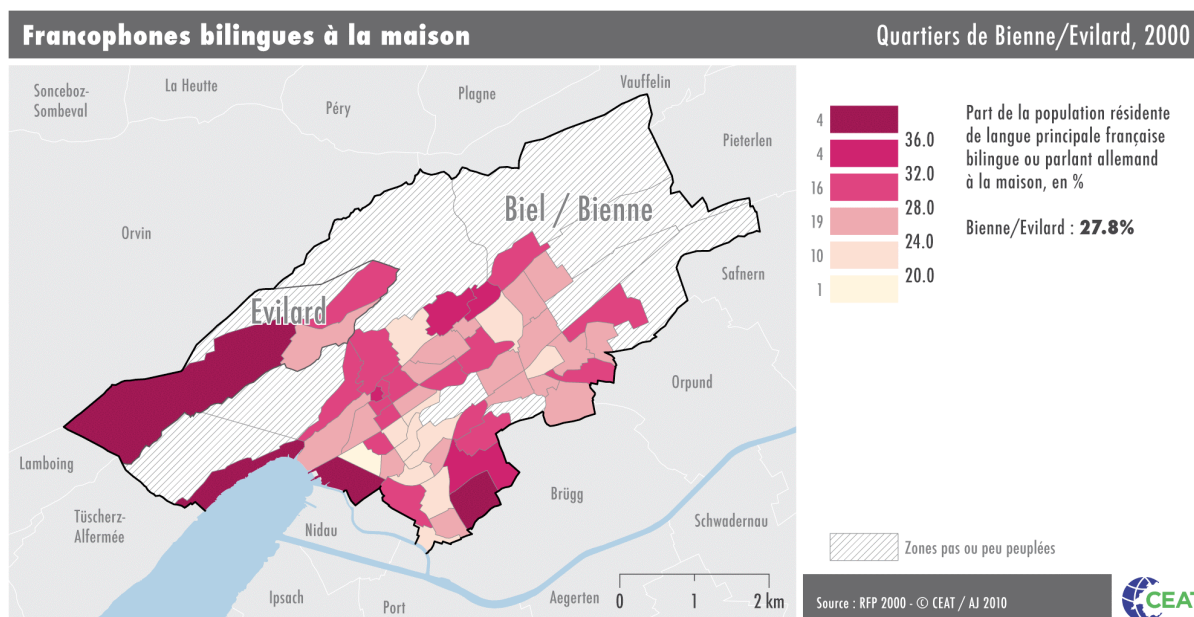 Francophones bilingues à la maison
Quartiers de Bienne/Evilard, 2000
Vauffelin
La Heutte
Sonceboz-
Sombeval
Plagne
Péry
Pieterlen
Biel / Bienne
Orvin
Safnern
Evilard
Orpund
Lamboing
Brügg
Tüscherz-
Alfermée
Nidau
Schwadernau
Ipsach
Port
Aegerten
0 1 2 km
4
36.0
4
32.0
16
28.0
19
24.0
10
20.0
1
Part de la population résidente
de langue principale française
bilingue ou parlant allemand
à la maison, en %
Bienne/Evilard : 27.8%
Zones pas ou peu peuplées
Source : RFP 2000 - © CEAT / AJ 2010
CEAT